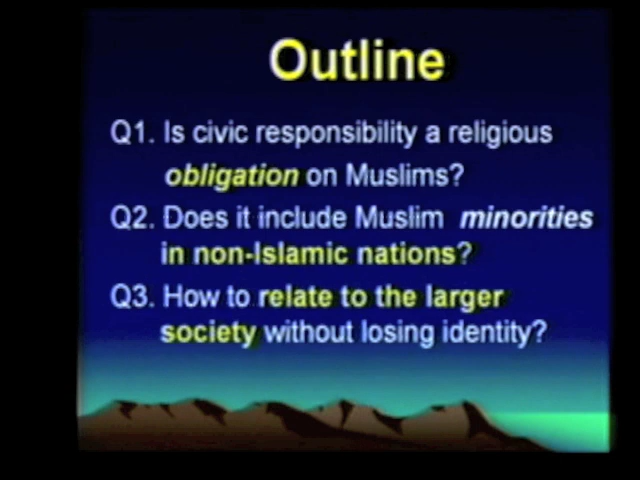 Outline
Q1. Is civic responsibility a religious
obligation on Muslims?
Q2. Does it include Muslim minorities
in non-Islamic nations?
Q3. How to relate to the larger
society without losing identity?